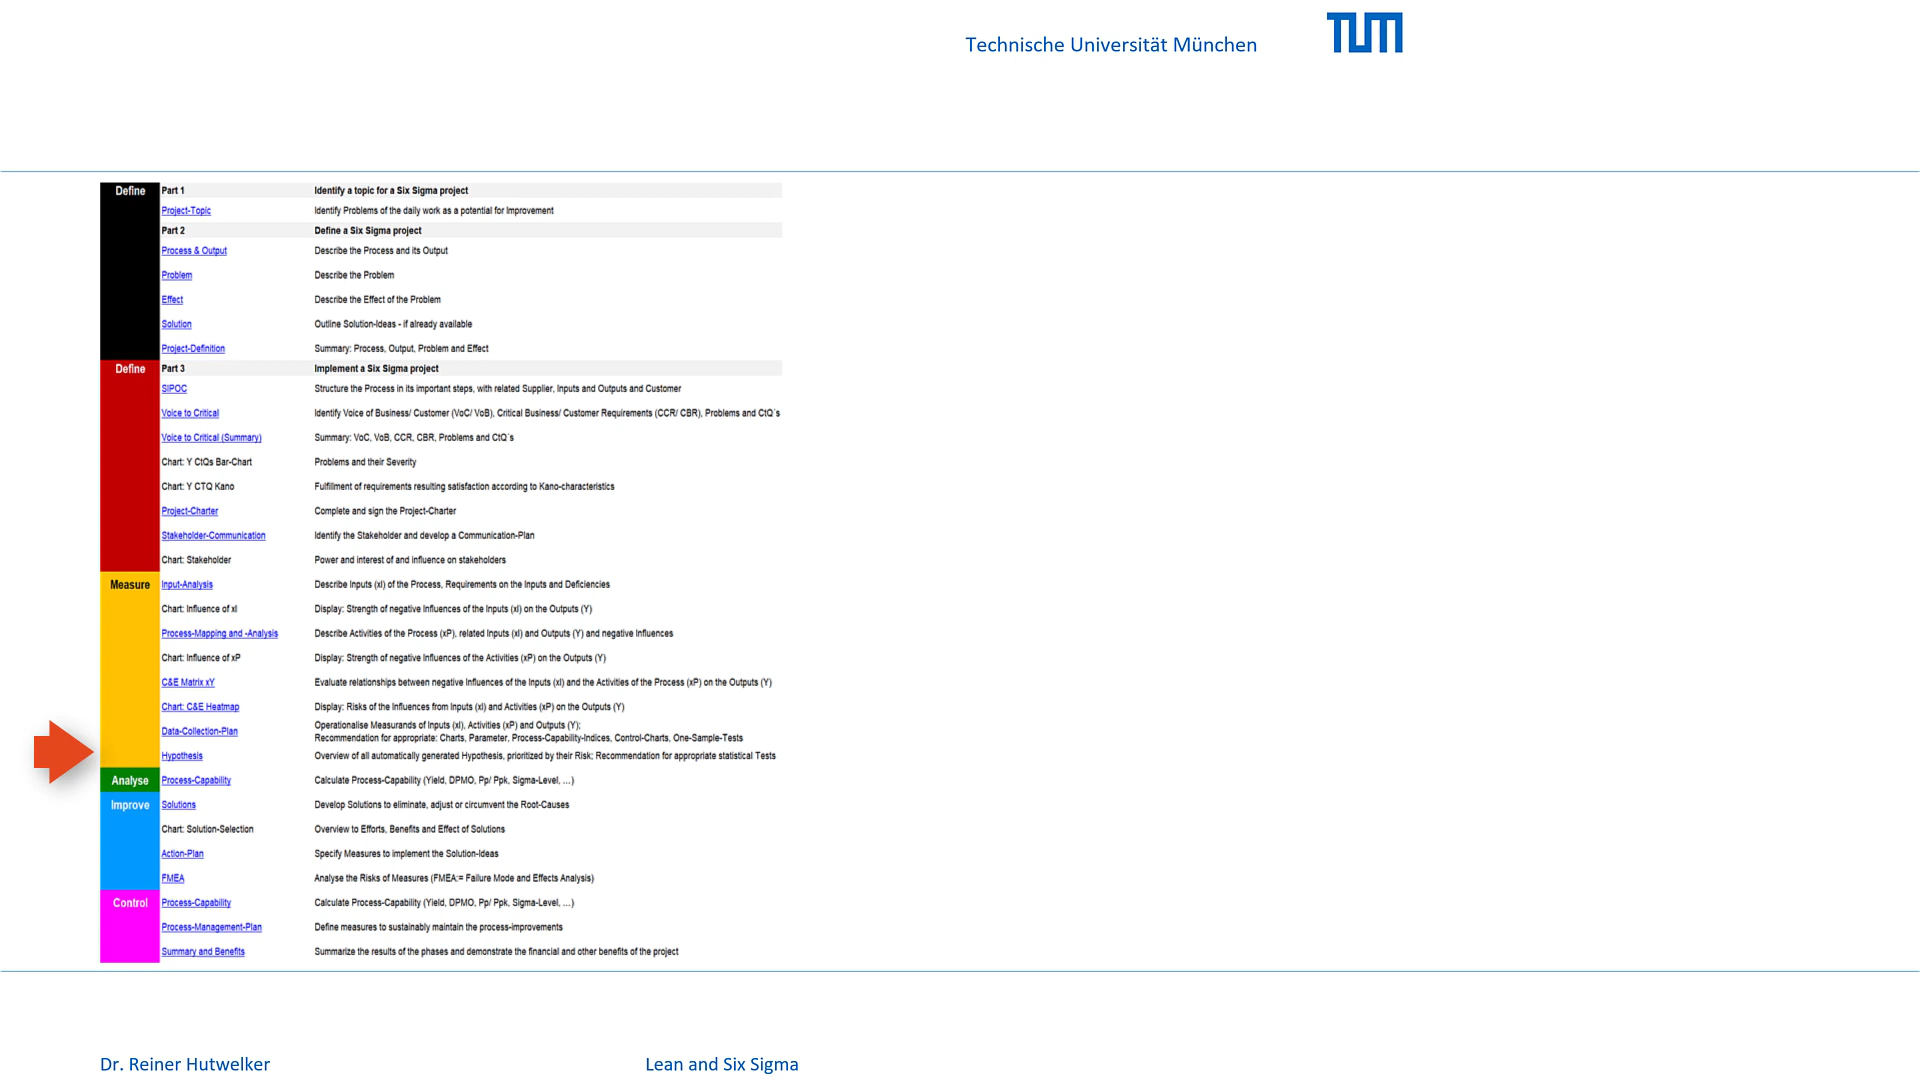 Technische Universität München
TUM
Define Part 1 Identify a topic for a Six Sigma project
Project-Topic Identify Problems of the daily work as a potential for Improvement
Part 2 Define a Six Sigma project
Process & Output Describe the Process and its Output
Problem Describe the Problem
Effect Describe the Effect of the Problem
Solution Outline Solution-Ideas - if already available
Project-Definition Summary: Process, Output, Problem and Effect
Define Part 3 Implement a Six Sigma project
SIPOC Structure the Process in its important steps, with related Supplier, Inputs and Outputs and Customer
Voice to Critical Identify Voice of Business/ Customer (VoC/ VoB), Critical Business/ Customer Requirements (CCR/ CBR), Problems and CtQ´s
Voice to Critical (Summary) Summary: VoC, VoB, CCR, CBR, Problems and CtQ´s
Chart: Y CtQs Bar-Chart Problems and their Severity
Chart: Y CTQ Kano Fulfillment of requirements resulting satisfaction according to Kano-characteristics
Project-Charter Complete and sign the Project-Charter
Stakeholder-Communication Identify the Stakeholder and develop a Communication-Plan
Chart: Stakeholder Power and interest of and influence on stakeholders
Measure Input-Analysis Describe Inputs (xI) of the Process, Requirements on the Inputs and Deficiencies
Chart: Influence of xI Display: Strength of negative Influences of the Inputs (xI) on the Outputs (Y)
Process-Mapping and -Analysis Describe Activities of the Process (xP), related Inputs (xI) and Outputs (Y) and negative Influences
Chart: Influence of xP Display: Strength of negative Influences of the Activities (xP) on the Outputs (Y)
C&E Matrix xY Evaluate relationships between negative Influences of the Inputs (xI) and the Activities of the Process (xP) on the Outputs (Y)
Chart: C&E Heatmap Display: Risks of the Influences from Inputs (xI) and Activities (xP) on the Outputs (Y)
Data-Collection-Plan Operationalise Measurands of Inputs (xI), Activities (xP) and Outputs (Y);
Recommendation for appropriate: Charts, Parameter, Process-Capability-Indices, Control-Charts, One-Sample-Tests
Hypothesis Overview of all automatically generated Hypothesis, prioritized by their Risk; Recommendation for appropriate statistical Tests
Analyse Process-Capability Calculate Process-Capability (Yield, DPMO, Pp/ Ppk, Sigma-Level, ...)
Improve Solutions Develop Solutions to eliminate, adjust or circumvent the Root-Causes
Chart: Solution-Selection Overview to Efforts, Benefits and Effect of Solutions
Action-Plan Specify Measures to implement the Solution-Ideas
FMEA Analyse the Risks of Measures (FMEA:= Failure Mode and Effects Analysis)
Control Process-Capability Calculate Process-Capability (Yield, DPMO, Pp/ Ppk, Sigma-Level, ...)
Process-Management-Plan Define measures to sustainably maintain the process-improvements
Summary and Benefits Summarize the results of the phases and demonstrate the financial and other benefits of the project
Dr. Reiner Hutwelker Lean and Six Sigma